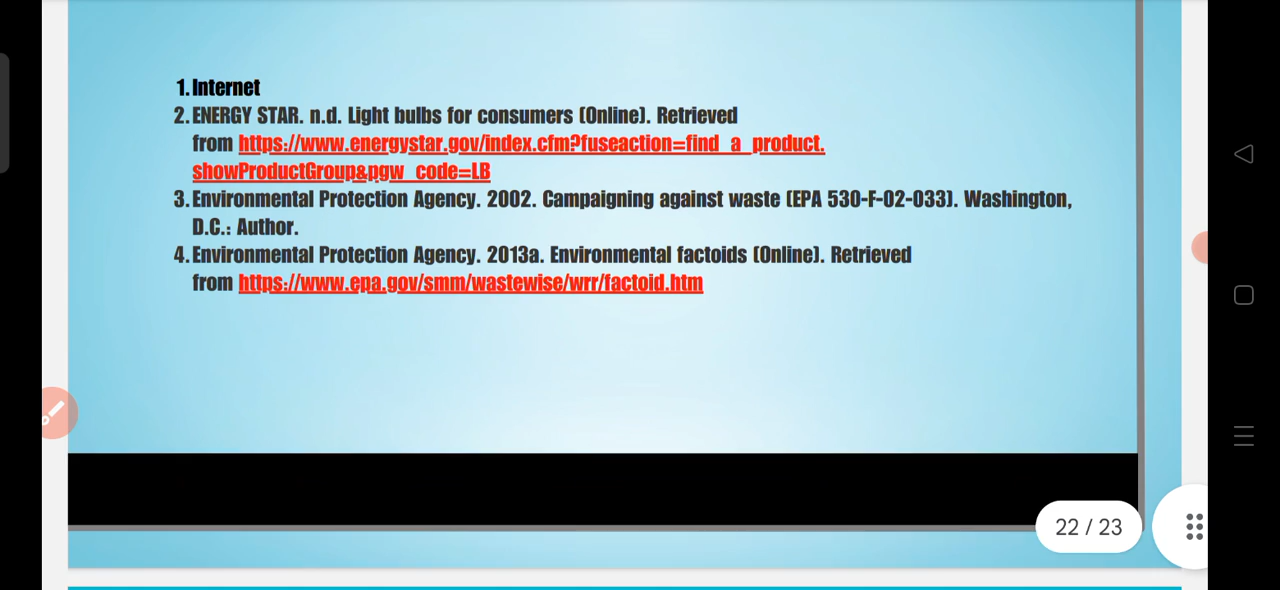 1. Internet
2. ENERGY STAR. n.d. Light bulbs for consumers (Online). Retrieved
from https://www.energystar.gov/index.cfm?fuseaction=find_a_product.
showProductGroup&pgw_code=LB
3. Environmental Protection Agency. 2002. Campaigning against waste (EPA 530-F-02-033). Washington,
D.C.: Author.
4. Environmental Protection Agency. 2013a. Environmental factoids (Online). Retrieved
from https://www.epa.gov/smm/wastewise/wrr/factoid.htm
22 / 23